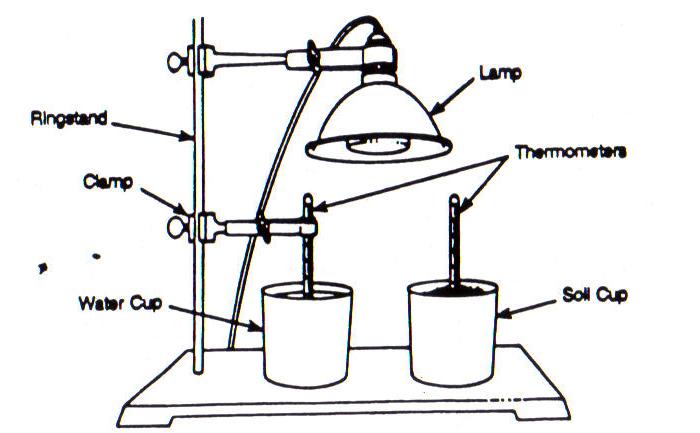 Lamp
Ringstand
Thermometers
Clamp
Water Cup
Soil Cup